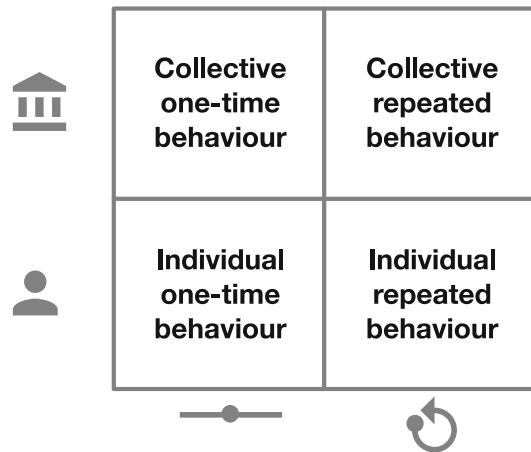 Collective
one-time
behaviour
Collective
repeated
behaviour
Individual
one-time
behaviour
Individual
repeated
behaviour